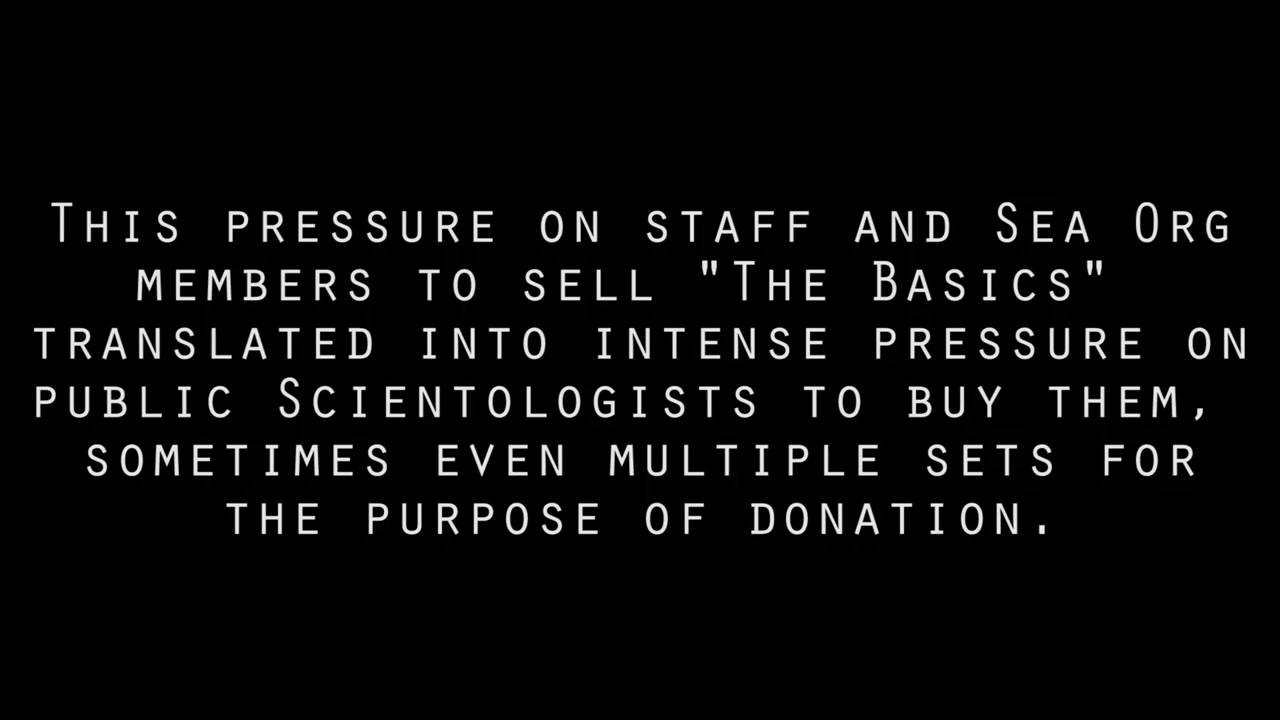 This pressure on staff and Sea Org
members to sell "The Basics"
translated into intense pressure on
public Scientologists to buy them,
sometimes even multiple sets for
the purpose of donation.